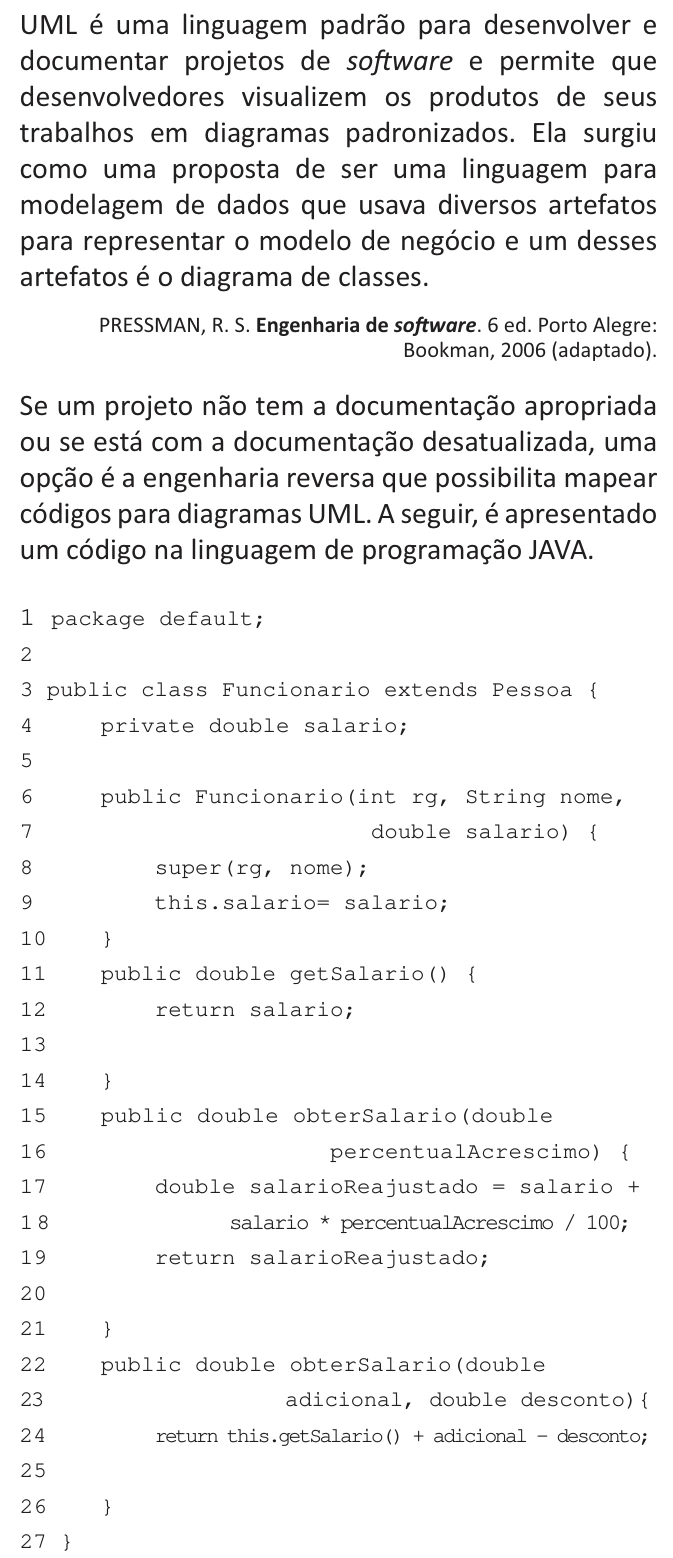 UML é uma linguagem padrão para desenvolver e
documentar projetos de software e permite que
desenvolvedores visualizem os produtos de seus
trabalhos em diagramas padronizados. Ela surgiu
como uma proposta de ser uma linguagem para
modelagem de dados que usava diversos artefatos
para representar o modelo de negócio e um desses
artefatos é o diagrama de classes.
PRESSMAN, R. S. Engenharia de software. 6 ed. Porto Alegre:
Bookman, 2006 (adaptado).
Se um projeto não tem a documentação apropriada
ou se está com a documentação desatualizada, uma
opção é a engenharia reversa que possibilita mapear
códigos para diagramas UML. A seguir, é apresentado
um código na linguagem de programação JAVA.
1 package default;
2
3 public class Funcionario extends Pessoa {
4     private double salario;
5
6     public Funcionario(int rg, String nome,
7                         double salario) {
8         super(rg, nome);
9         this.salario= salario;
10    }
11    public double getSalario() {
12        return salario;
13
14    }
15    public double obterSalario(double
16                     percentualAcrescimo) {
17        double salarioReajustado = salario +
18             salario * percentualAcrescimo / 100;
19        return salarioReajustado;
20
21    }
22    public double obterSalario(double
23                  adicional, double desconto){
24        return this.getSalario() + adicional – desconto;
25
26    }
27 }